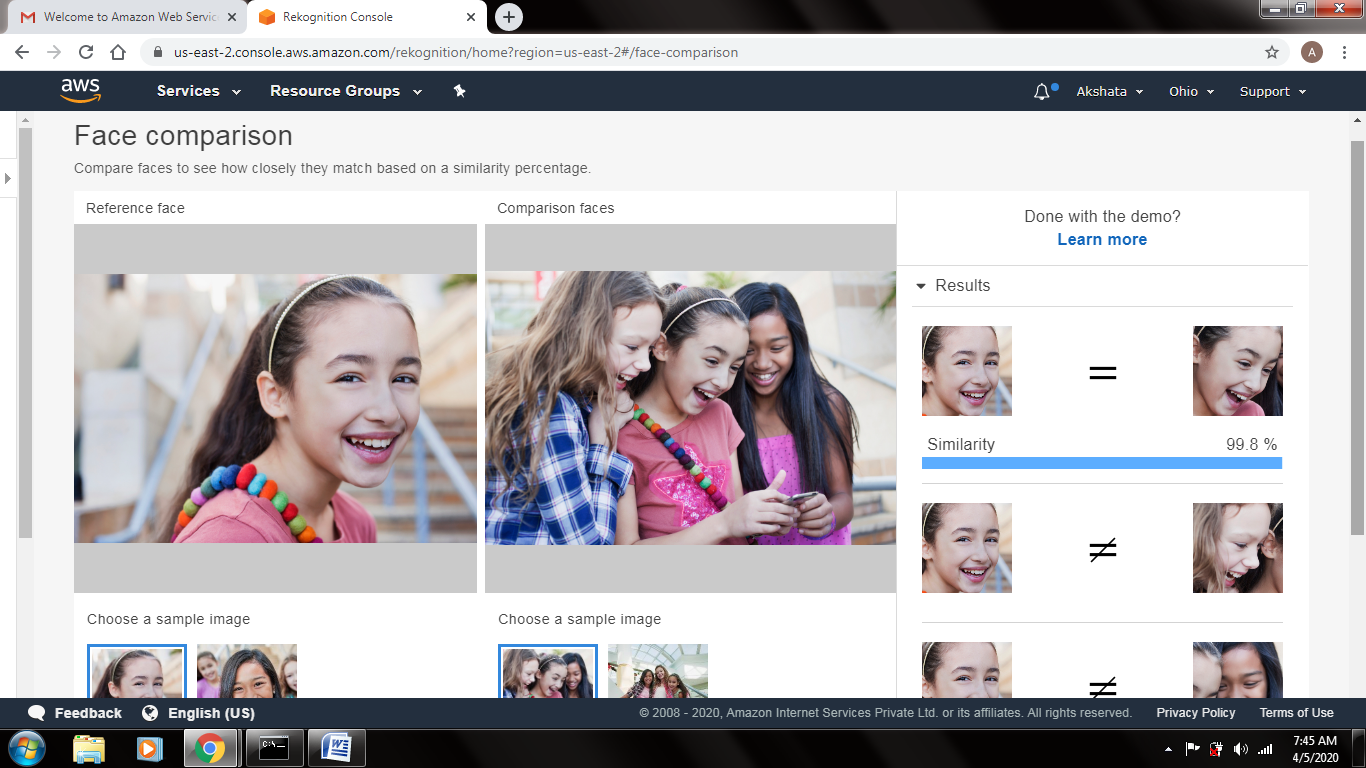 Welcome to Amazon Web Servic
Rekognition Console
us-east-2.console.aws.amazon.com/rekognition/home?region=us-east-2#/face-comparison
A
aws
Services
Resource Groups
Akshata
Ohio
Support
Face comparison
Compare faces to see how closely they match based on a similarity percentage.
Reference face
Comparison faces
Done with the demo?
Learn more
Results
=
Similarity 99.8 %
≠
≠
Choose a sample image
Choose a sample image
Feedback
English (US)
© 2008 - 2020, Amazon Internet Services Private Ltd. or its affiliates. All rights reserved.
Privacy Policy
Terms of Use
C:\_
7:45 AM
4/5/2020